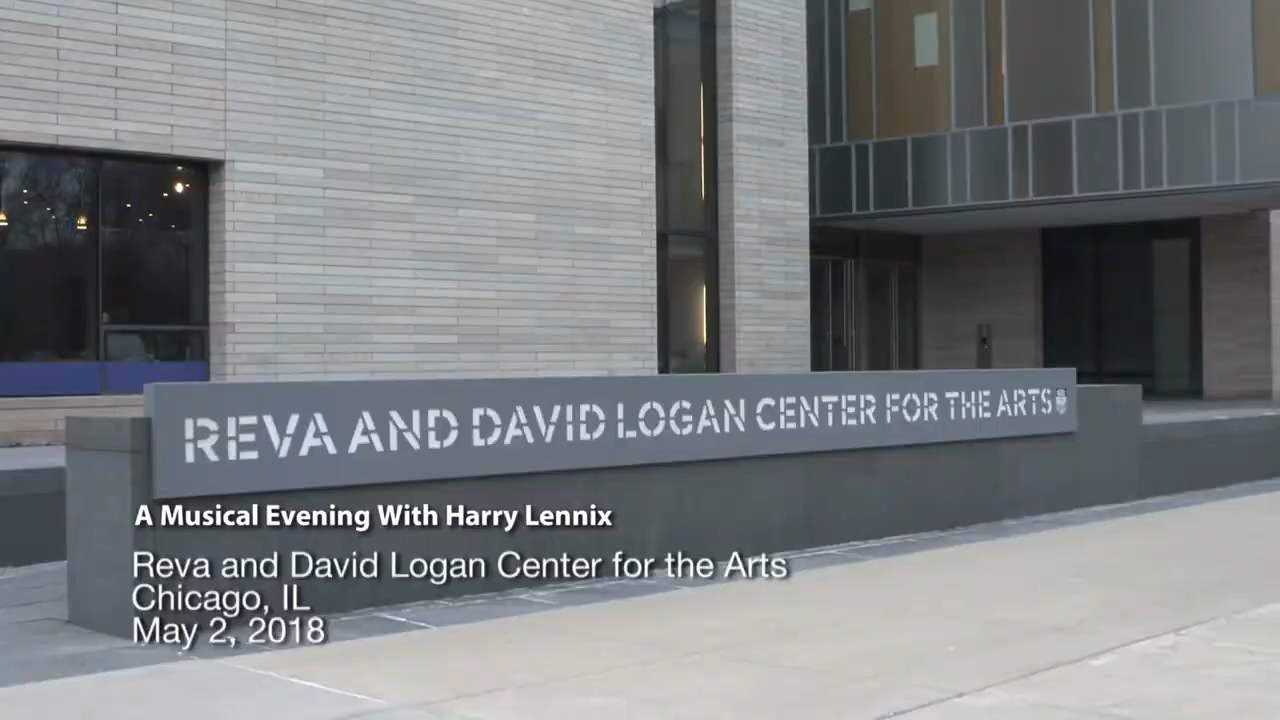 REVA AND DAVID LOGAN CENTER FOR THE ARTS
A Musical Evening With Harry Lennix
Reva and David Logan Center for the Arts
Chicago, IL
May 2, 2018